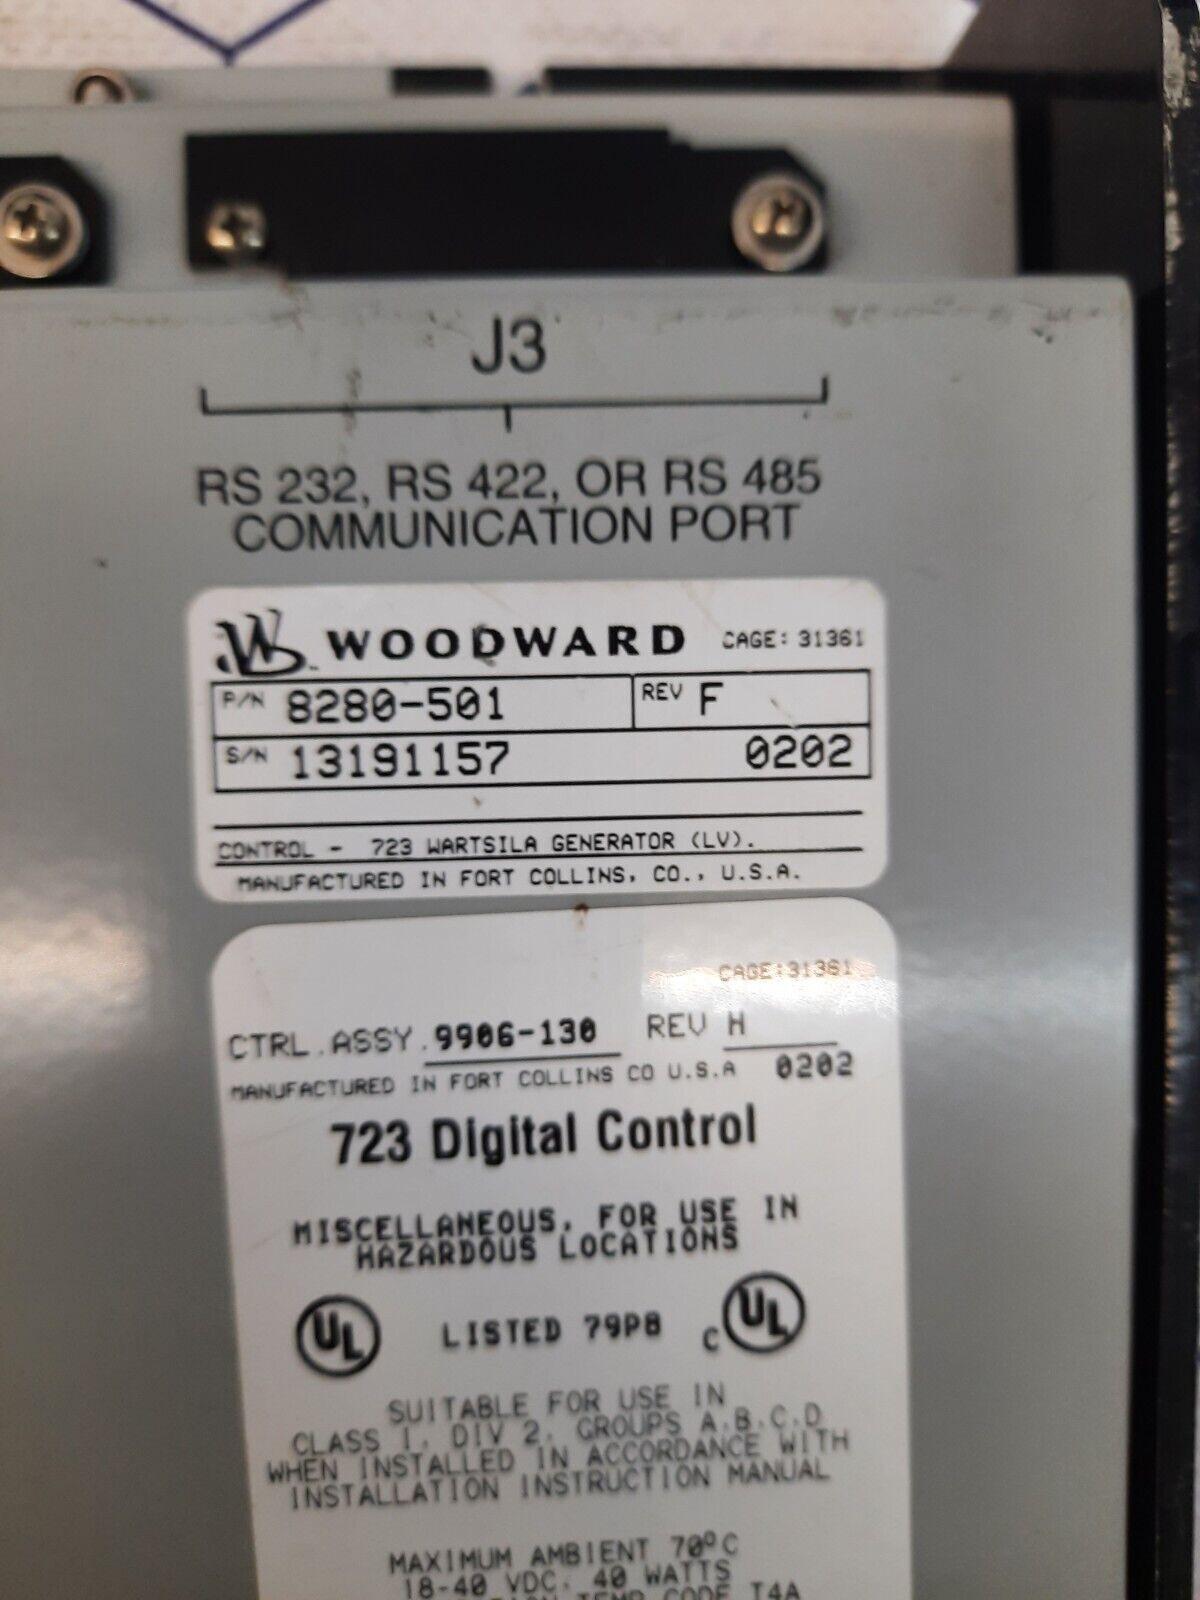 J3
RS 232, RS 422, OR RS 485
COMMUNICATION PORT
WOODWARD CAGE: 31361
P/N 8280-501 REV F
S/N 13191157 0202
CONTROL - 723 WARTSILA GENERATOR (LV).
MANUFACTURED IN FORT COLLINS, CO., U.S.A.
CAGE:31361
CTRL.ASSY. 9906-130 REV H
MANUFACTURED IN FORT COLLINS CO U.S.A 0202
723 Digital Control
MISCELLANEOUS, FOR USE IN
HAZARDOUS LOCATIONS
UL LISTED 79P8 C UL
SUITABLE FOR USE IN
CLASS 1, DIV 2, GROUPS A,B,C,D
WHEN INSTALLED IN ACCORDANCE WITH
INSTALLATION INSTRUCTION MANUAL
MAXIMUM AMBIENT 70°C
18-40 VDC, 40 WATTS
TEMP CODE T4A